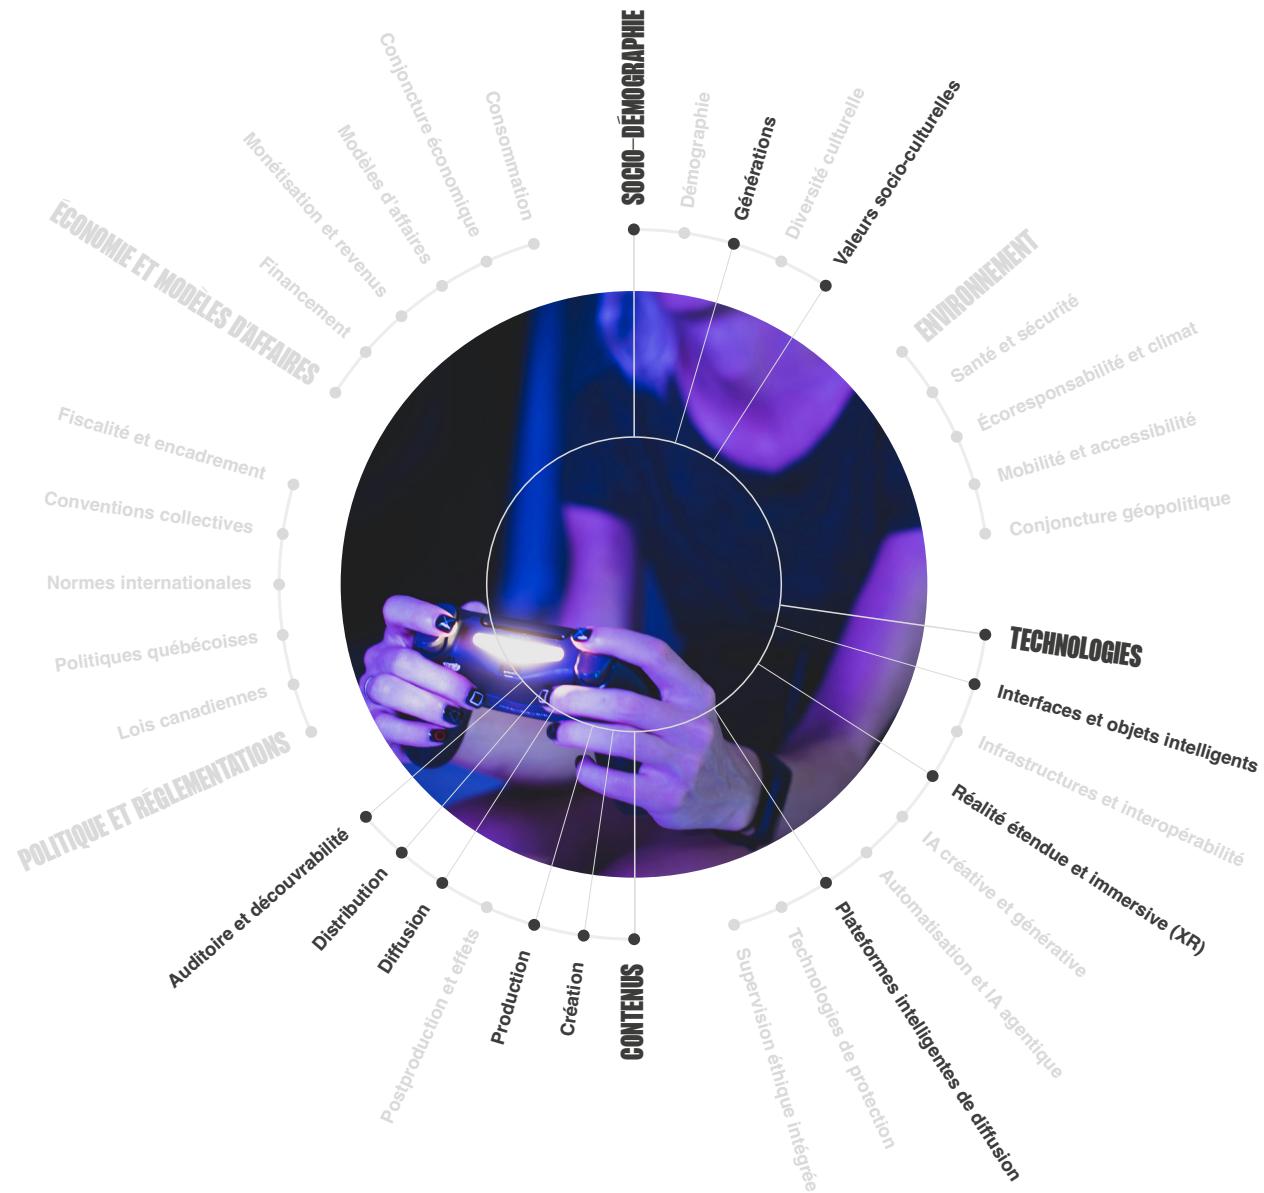 SOCIO-DÉMOGRAPHIE
Démographie
Générations
Diversité culturelle
Valeurs socio-culturelles
ENVIRONNEMENT
Santé et sécurité
Écoresponsabilité et climat
Mobilité et accessibilité
Conjoncture géopolitique
TECHNOLOGIES
Interfaces et objets intelligents
Infrastructures et interopérabilité
Réalité étendue et immersive (XR)
IA créative et générative
Automatisation et IA agentique
Plateformes intelligentes de diffusion
Technologies de protection
Supervision éthique intégrée
CONTENUS
Création
Production
Postproduction et effets
Diffusion
Distribution
Auditoire et découvrabilité
POLITIQUE ET RÉGLEMENTATIONS
Lois canadiennes
Politiques québécoises
Normes internationales
Conventions collectives
Fiscalité et encadrement
ÉCONOMIE ET MODÈLES D'AFFAIRES
Financement
Monétisation et revenus
Modèles d'affaires
Conjoncture économique
Consommation